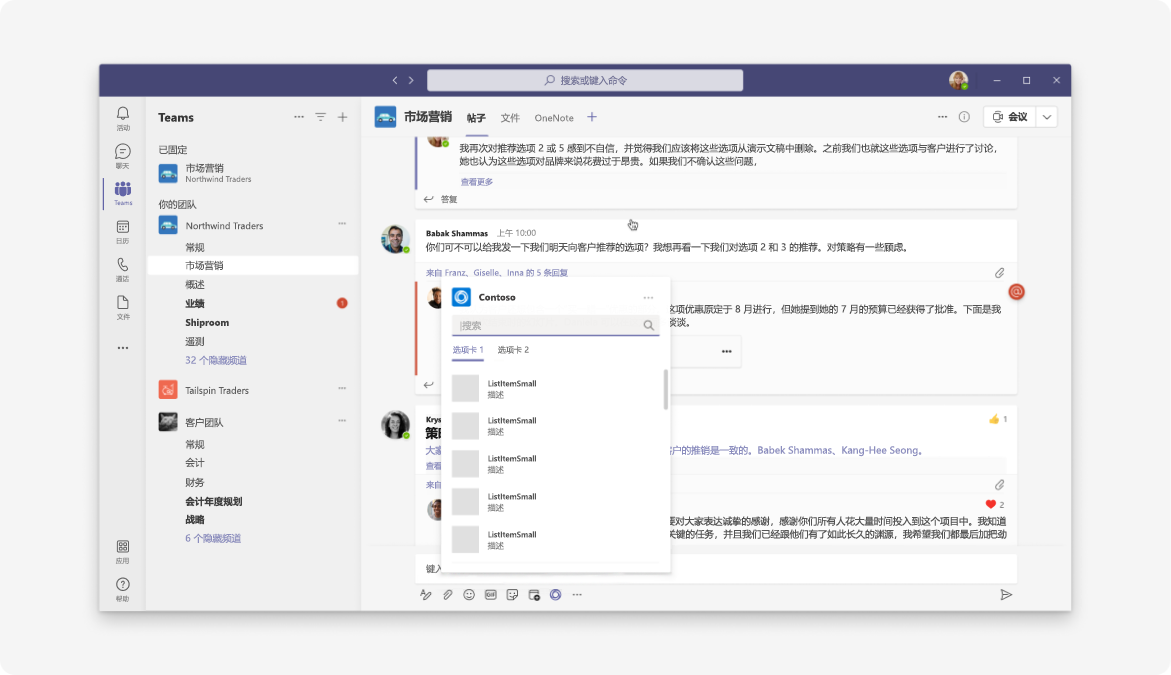 搜索或键入命令
活动
聊天
Teams
日历
通话
文件
应用
帮助
Teams
已固定
市场营销
Northwind Traders
你的团队
Northwind Traders
常规
市场营销
概述
业绩
Shiproom
遥测
32 个隐藏频道
Tailspin Traders
客户团队
常规
会计
财务
会计年度规划
战略
6 个隐藏频道
市场营销 帖子 文件 OneNote
会议
我再次对推荐选项 2 或 5 感到不自信，并觉得我们应该将这些选项从演示文稿中删除。之前我们也就这些选项与客户进行了讨论，
她也认为这些选项对品牌来说花费过于昂贵。如果我们不确认这些问题，
查看更多
答复
Babak Shammas 上午 10:00
你们可不可以给我发一下我们明天向客户推荐的选项？我想再看一下我们对选项 2 和 3 的推荐。对策略有一些顾虑。
来自 Franz、Giselle、Inna 的 5 条回复
这项优惠原定于 8 月进行，但她提到她的 7 月的预算已经获得了批准。下面是我
谈谈。
Contoso
搜索
选项卡 1 选项卡 2
ListItemSmall
描述
ListItemSmall
描述
ListItemSmall
描述
ListItemSmall
描述
ListItemSmall
描述
Krys
1
大家
户的推销是一致的。Babek Shammas、Kang-Hee Seong。
查看
来自
2
要对大家表达诚挚的感谢，感谢你们所有人花大量时间投入到这个项目中。我知道
关键的任务，并且我们已经跟他们有了如此长久的渊源，我希望我们都最后加把劲
键入
GIF